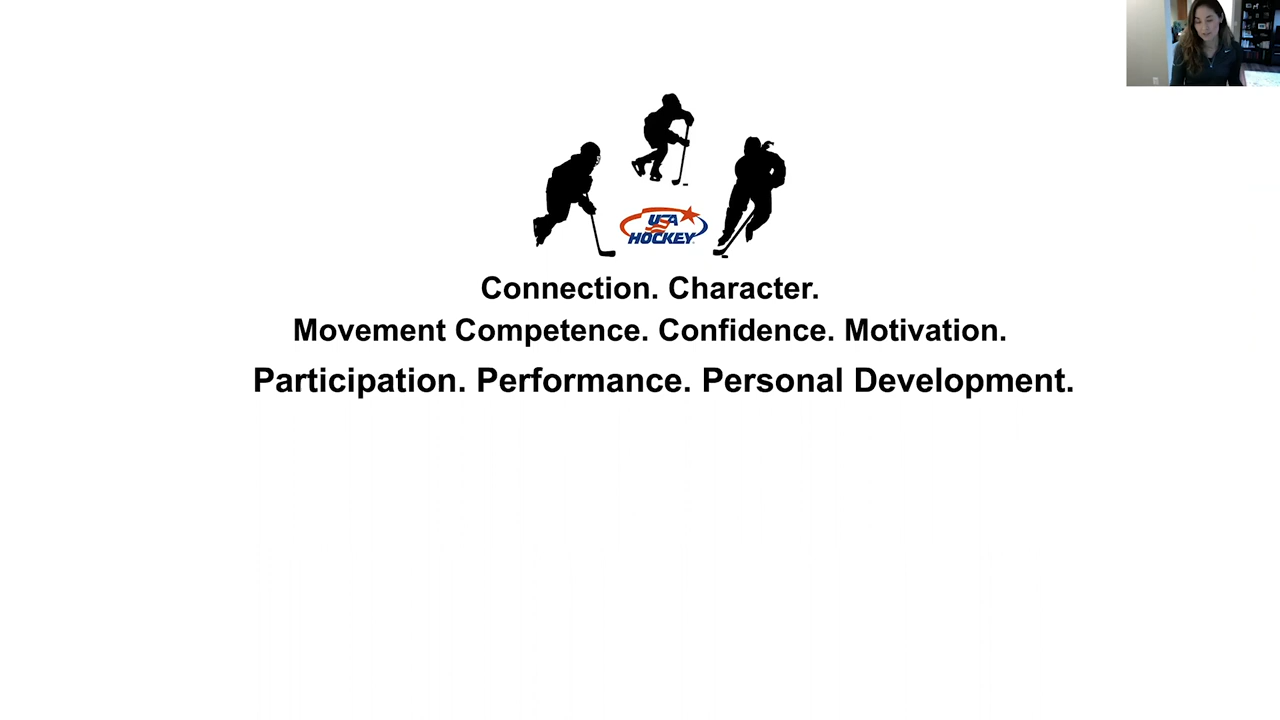 USA
HOCKEY
Connection. Character.
Movement Competence. Confidence. Motivation.
Participation. Performance. Personal Development.